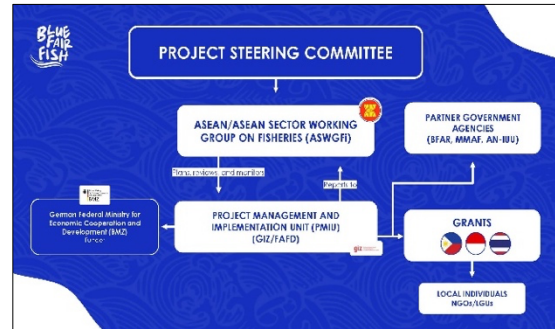 BLUE
FAIR
FISH
PROJECT STEERING COMMITTEE
ASEAN/ASEAN SECTOR WORKING
GROUP ON FISHERIES (ASWGFi)
PARTNER GOVERNMENT
AGENCIES
(BFAR, MMAF, AN-IUU)
Plans, reviews, and monitors
Reports to
BMZ
German Federal Ministry for
Economic Cooperation and
Development (BMZ)
Funder
PROJECT MANAGEMENT AND
IMPLEMENTATION UNIT (PMIU)
(GIZ/FAFD)
giz
GRANTS
LOCAL INDIVIDUALS
NGOs/LGUs